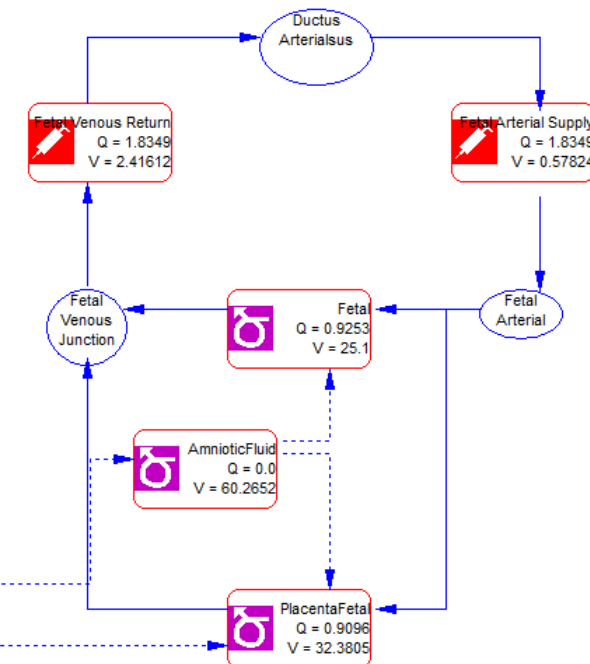 Ductus
Arterialsus
Fetal Venous Return
Q = 1.8349
V = 2.41612
Fetal Arterial Supply
Q = 1.8349
V = 0.57824
Fetal
Venous
Junction
Fetal
Q = 0.9253
V = 25.1
Fetal
Arterial
AmnioticFluid
Q = 0.0
V = 60.2652
PlacentaFetal
Q = 0.9096
V = 32.3805